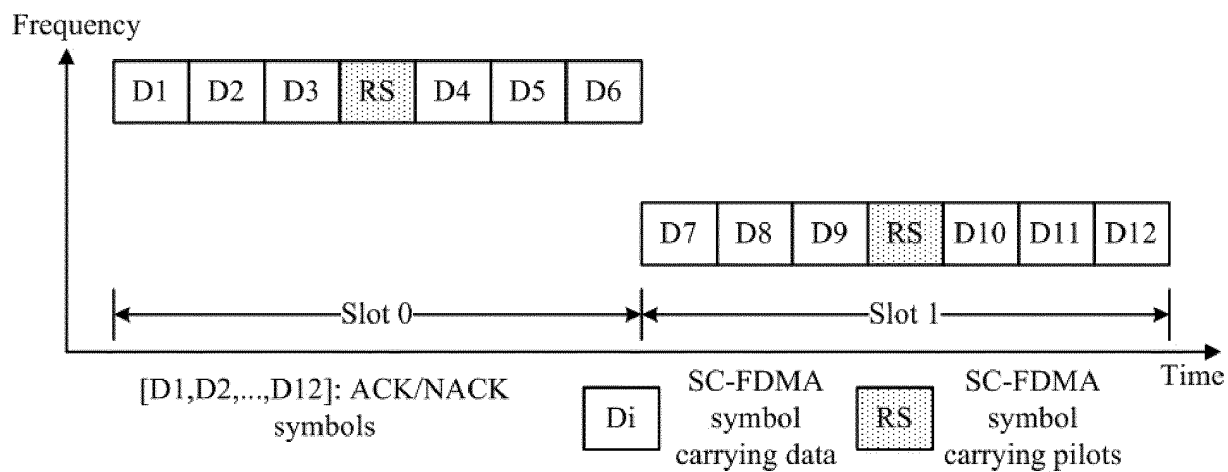 Frequency
D1 D2 D3 RS D4 D5 D6
D7 D8 D9 RS D10 D11 D12
Slot 0 Slot 1
Time
[D1,D2,...,D12]: ACK/NACK
symbols
Di
SC-FDMA
symbol
carrying data
RS
SC-FDMA
symbol
carrying pilots